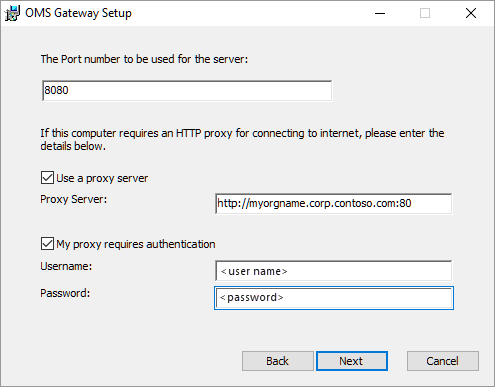 OMS Gateway Setup
The Port number to be used for the server:
8080
If this computer requires an HTTP proxy for connecting to internet, please enter the
details below.
Use a proxy server
Proxy Server:
http://myorgname.corp.contoso.com:80
My proxy requires authentication
Username:
<user name>
Password:
<password>
Back
Next
Cancel